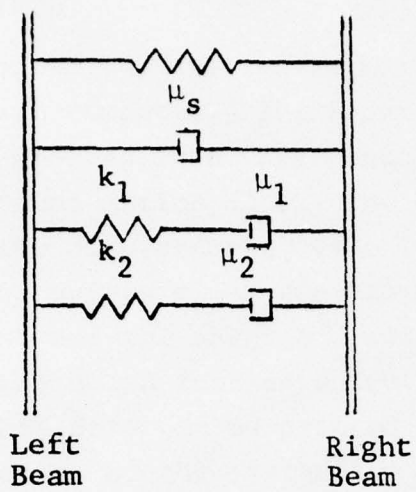 μs
k1
μ1
k2
μ2
Left Right
Beam Beam